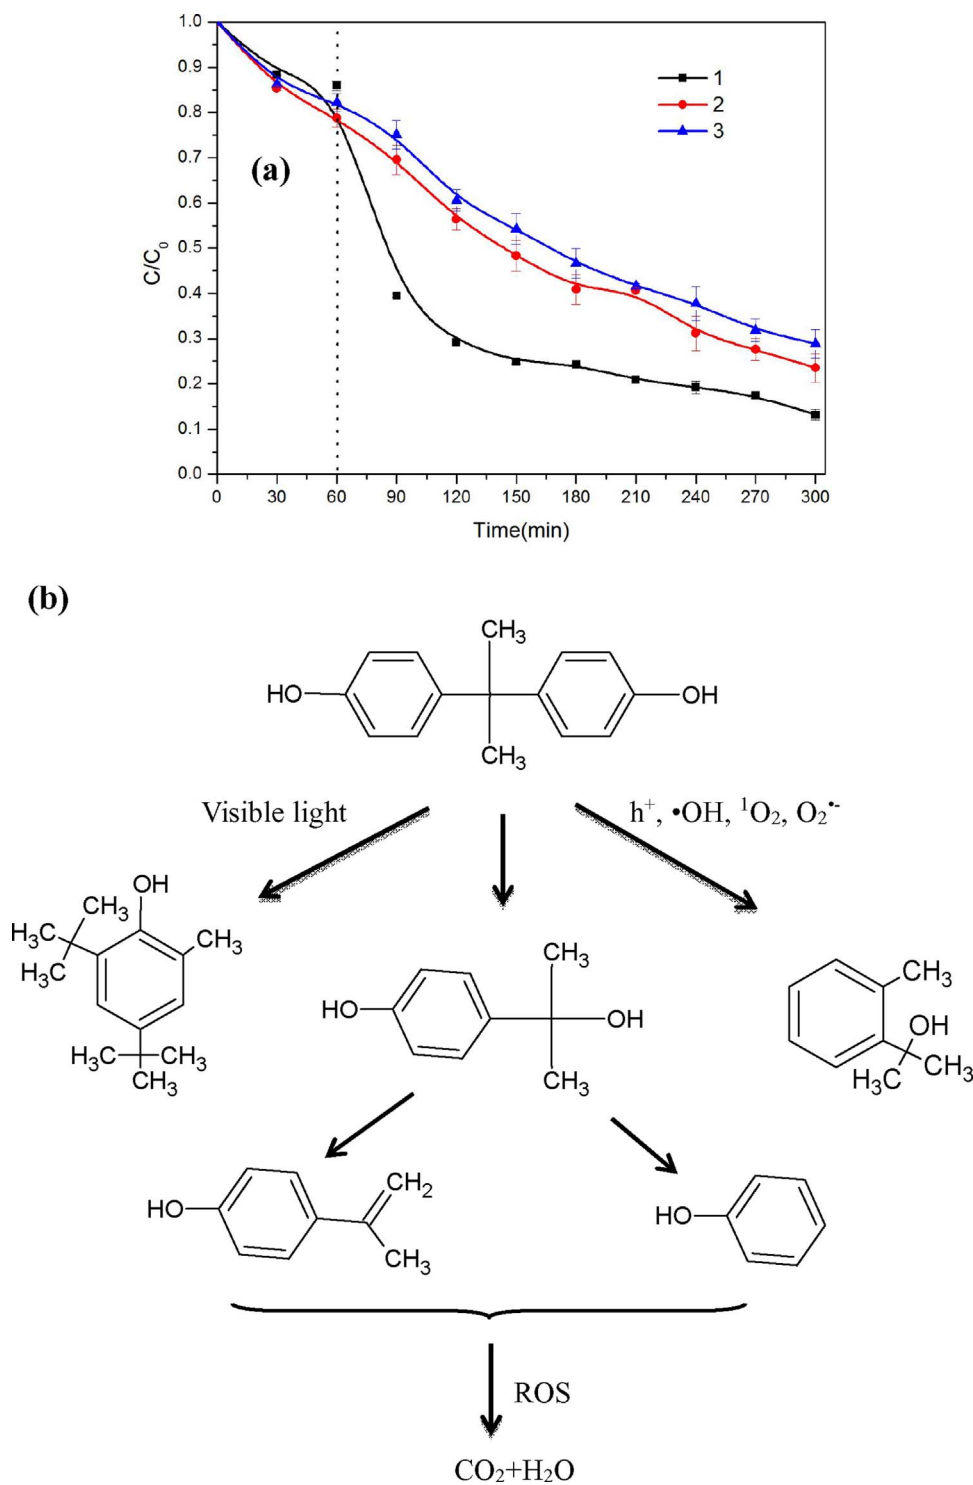 1.0
0.9
0.8
0.7
0.6
0.5
0.4
0.3
0.2
0.1
0.0
C/C₀
(a)
1
2
3
0 30 60 90 120 150 180 210 240 270 300
Time(min)
(b)
CH₃
HO OH
CH₃
Visible light h⁺, •OH, ¹O₂, O₂•⁻
OH
CH₃
H₃C CH₃
H₃C
H₃C CH₃
CH₃
CH₃
HO OH
CH₃
CH₃
OH
H₃C CH₃
CH₂
HO
CH₃
HO
ROS
CO₂+H₂O